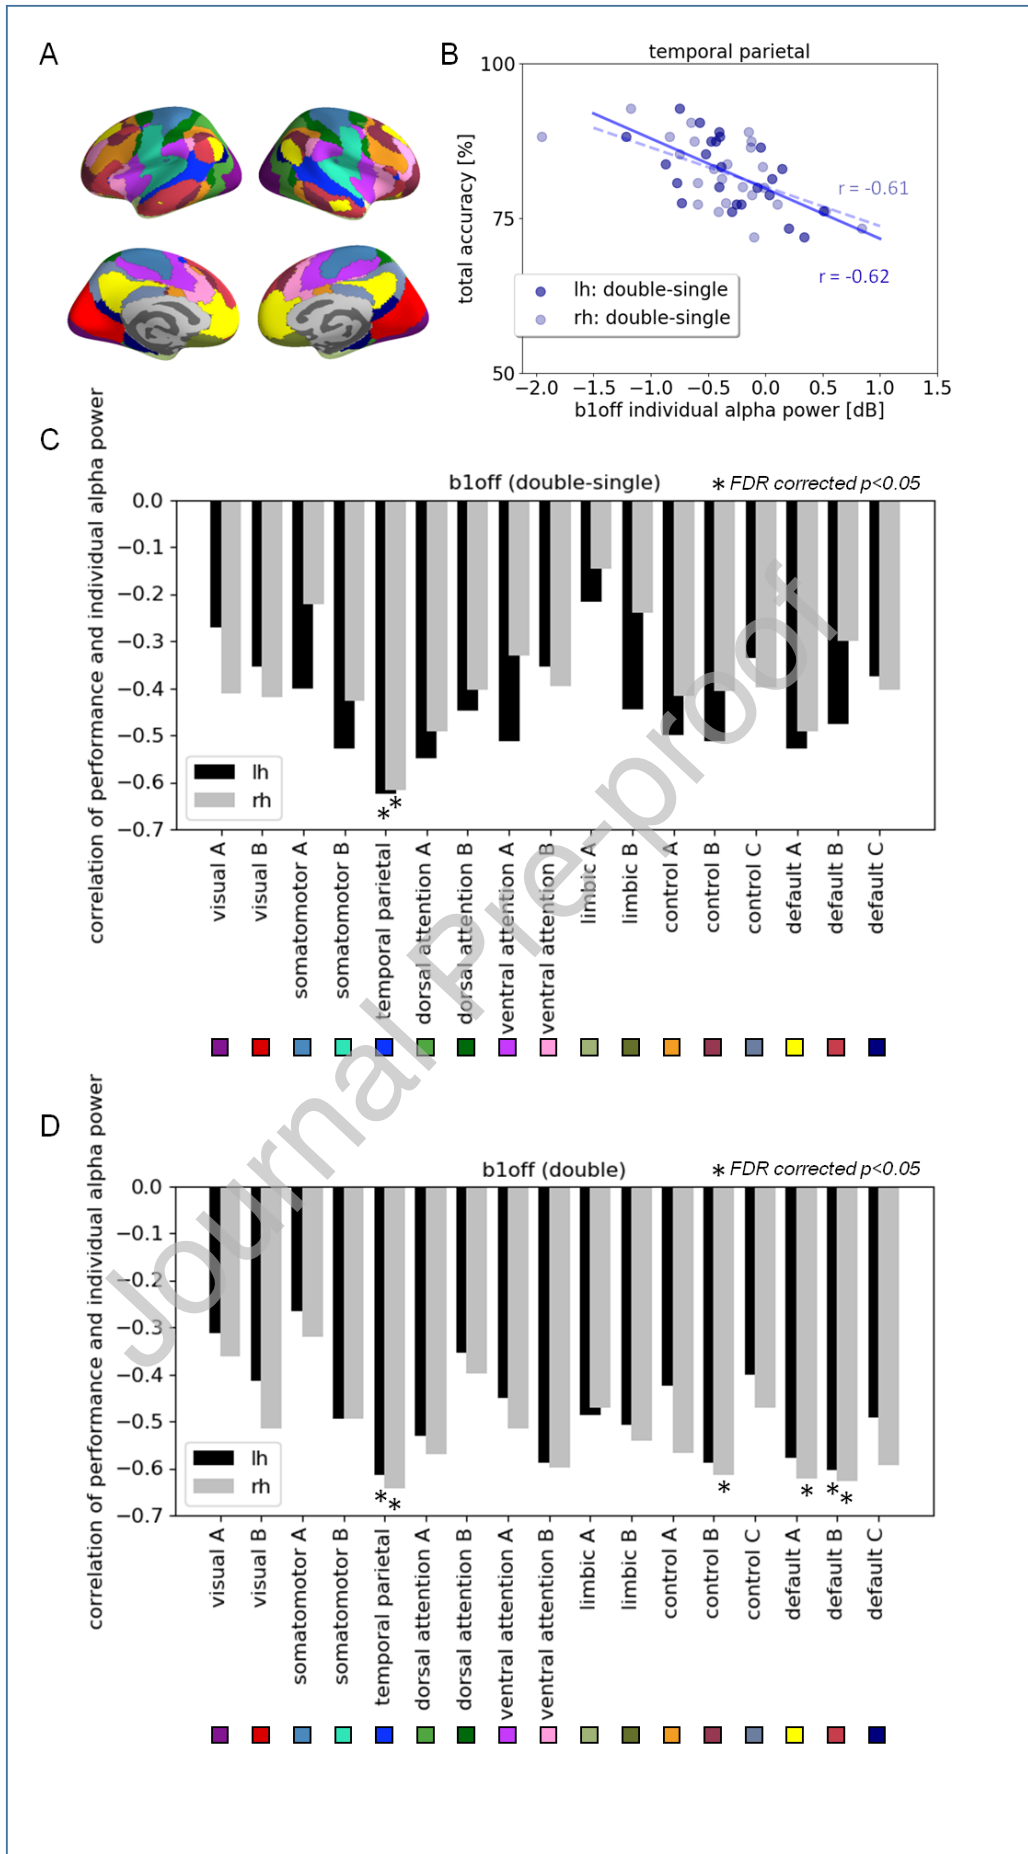 A
B
temporal parietal
100
75
50
total accuracy [%]
r = -0.61
r = -0.62
lh: double-single
rh: double-single
−2.0 −1.5 −1.0 −0.5 0.0 0.5 1.0 1.5
b1off individual alpha power [dB]
C
correlation of performance and individual alpha power
b1off (double-single)
* FDR corrected p<0.05
0.0
−0.1
−0.2
−0.3
−0.4
−0.5
−0.6
−0.7
lh
rh
* *
visual A
visual B
somatomotor A
somatomotor B
temporal parietal
dorsal attention A
dorsal attention B
ventral attention A
ventral attention B
limbic A
limbic B
control A
control B
control C
default A
default B
default C
D
correlation of performance and individual alpha power
b1off (double)
* FDR corrected p<0.05
0.0
−0.1
−0.2
−0.3
−0.4
−0.5
−0.6
−0.7
lh
rh
* * * * * *
visual A
visual B
somatomotor A
somatomotor B
temporal parietal
dorsal attention A
dorsal attention B
ventral attention A
ventral attention B
limbic A
limbic B
control A
control B
control C
default A
default B
default C
Journal Pre-proof